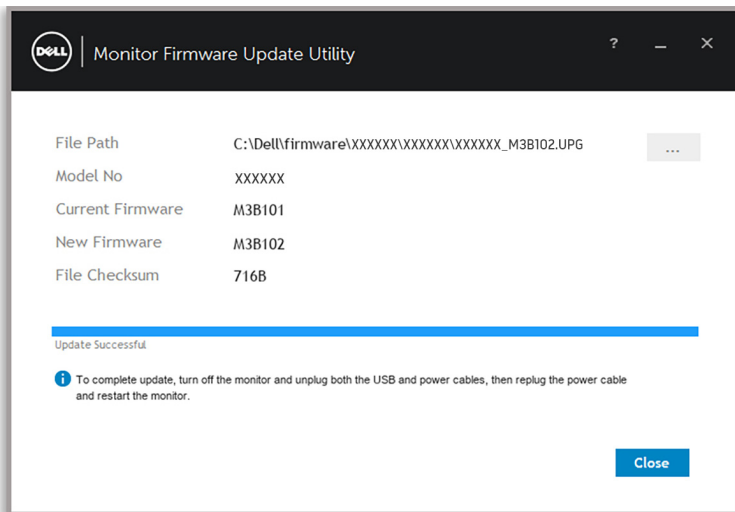 DELL Monitor Firmware Update Utility ?
File Path C:\Dell\firmware\XXXXXX\XXXXXX\XXXXXX_M3B102.UPG ...
Model No XXXXXX
Current Firmware M3B101
New Firmware M3B102
File Checksum 716B
Update Successful
To complete update, turn off the monitor and unplug both the USB and power cables, then replug the power cable
and restart the monitor.
Close